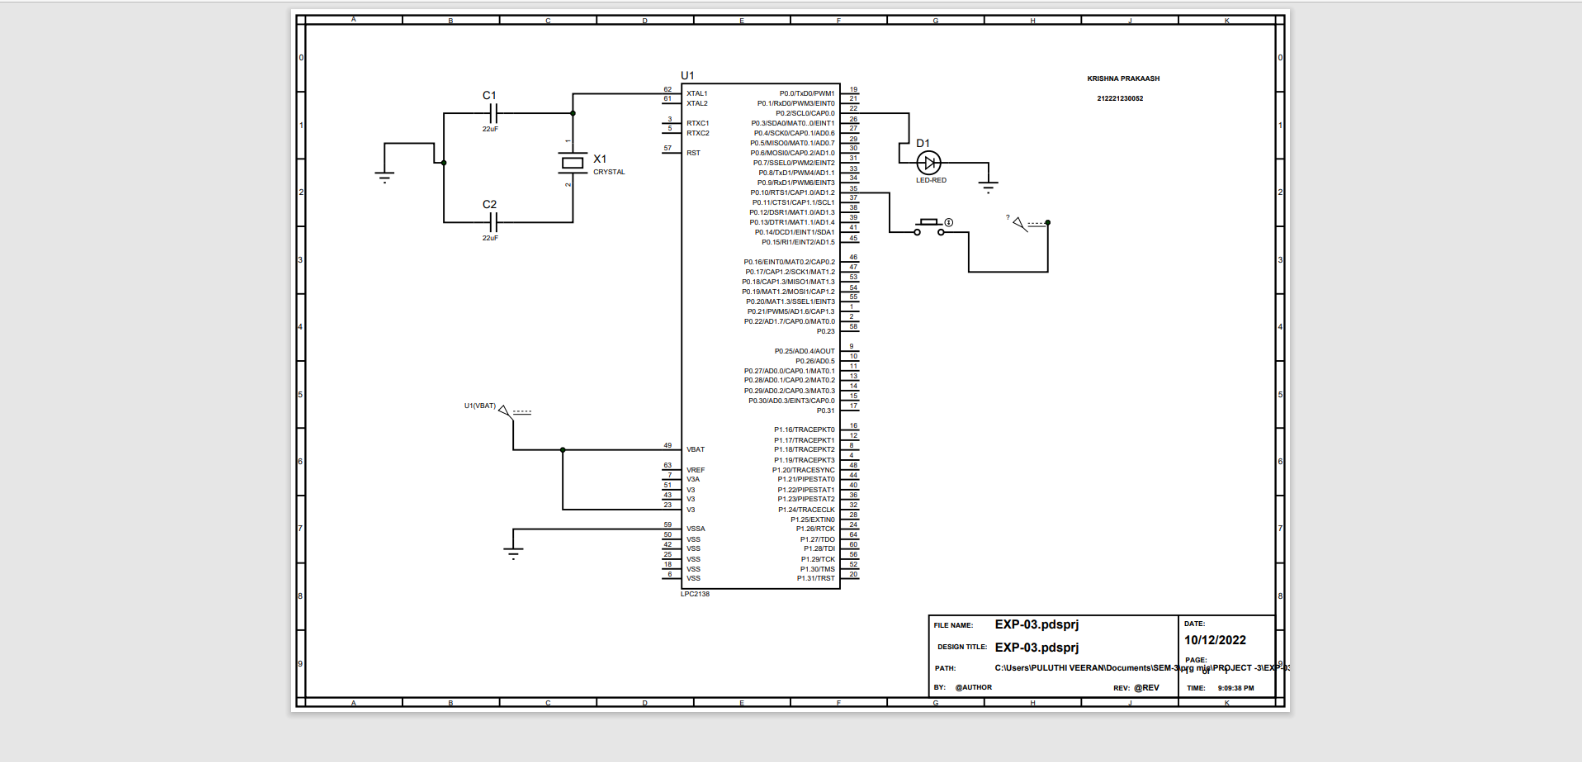 A B C D E F G H I J K
0 0
KRISHNA PRAKAASH
212221230052
U1
C1
22uF
1 1
X1
CRYSTAL
1
2
2 2
C2
22uF
3 3
4 4
5 5
6 6
7 7
8 8
9 9
62 XTAL1
61 XTAL2
3 RTXC1
5 RTXC2
57 RST
U1(VBAT)
49 VBAT
63 VREF
7 V3A
51 V3
43 V3
23 V3
59 VSSA
50 VSS
42 VSS
25 VSS
18 VSS
6 VSS
P0.0/TxD0/PWM1 19
P0.1/RxD0/PWM3/EINT0 21
P0.2/SCL0/CAP0.0 22
P0.3/SDA0/MAT0..0/EINT1 26
P0.4/SCK0/CAP0.1/AD0.6 27
P0.5/MISO0/MAT0.1/AD0.7 29
P0.6/MOSI0/CAP0.2/AD1.0 30
P0.7/SSEL0/PWM2/EINT2 31
P0.8/TxD1/PWM4/AD1.1 33
P0.9/RxD1/PWM6/EINT3 34
P0.10/RTS1/CAP1.0/AD1.2 35
P0.11/CTS1/CAP1.1/SCL1 37
P0.12/DSR1/MAT1.0/AD1.3 38
P0.13/DTR1/MAT1.1/AD1.4 39
P0.14/DCD1/EINT1/SDA1 41
P0.15/RI1/EINT2/AD1.5 45
P0.16/EINT0/MAT0.2/CAP0.2 46
P0.17/CAP1.2/SCK1/MAT1.2 47
P0.18/CAP1.3/MISO1/MAT1.3 53
P0.19/MAT1.2/MOSI1/CAP1.2 54
P0.20/MAT1.3/SSEL1/EINT3 55
P0.21/PWM5/AD1.6/CAP1.3 1
P0.22/AD1.7/CAP0.0/MAT0.0 2
P0.23 58
P0.25/AD0.4/AOUT 9
P0.26/AD0.5 10
P0.27/AD0.0/CAP0.1/MAT0.1 11
P0.28/AD0.1/CAP0.2/MAT0.2 13
P0.29/AD0.2/CAP0.3/MAT0.3 14
P0.30/AD0.3/EINT3/CAP0.0 15
P0.31 17
P1.16/TRACEPKT0 16
P1.17/TRACEPKT1 12
P1.18/TRACEPKT2 8
P1.19/TRACEPKT3 4
P1.20/TRACESYNC 48
P1.21/PIPESTAT0 44
P1.22/PIPESTAT1 40
P1.23/PIPESTAT2 36
P1.24/TRACECLK 32
P1.25/EXTIN0 28
P1.26/RTCK 24
P1.27/TDO 64
P1.28/TDI 60
P1.29/TCK 56
P1.30/TMS 52
P1.31/TRST 20
LPC2138
D1
LED-RED
?
FILE NAME: EXP-03.pdsprj
DESIGN TITLE: EXP-03.pdsprj
PATH: C:\Users\PULUTHI VEERAN\Documents\SEM-3\prg mis\PROJECT -3\EXP-03
BY: @AUTHOR
REV: @REV
DATE:
10/12/2022
PAGE:
of 1
TIME: 9:09:38 PM
A B C D E F G H I J K